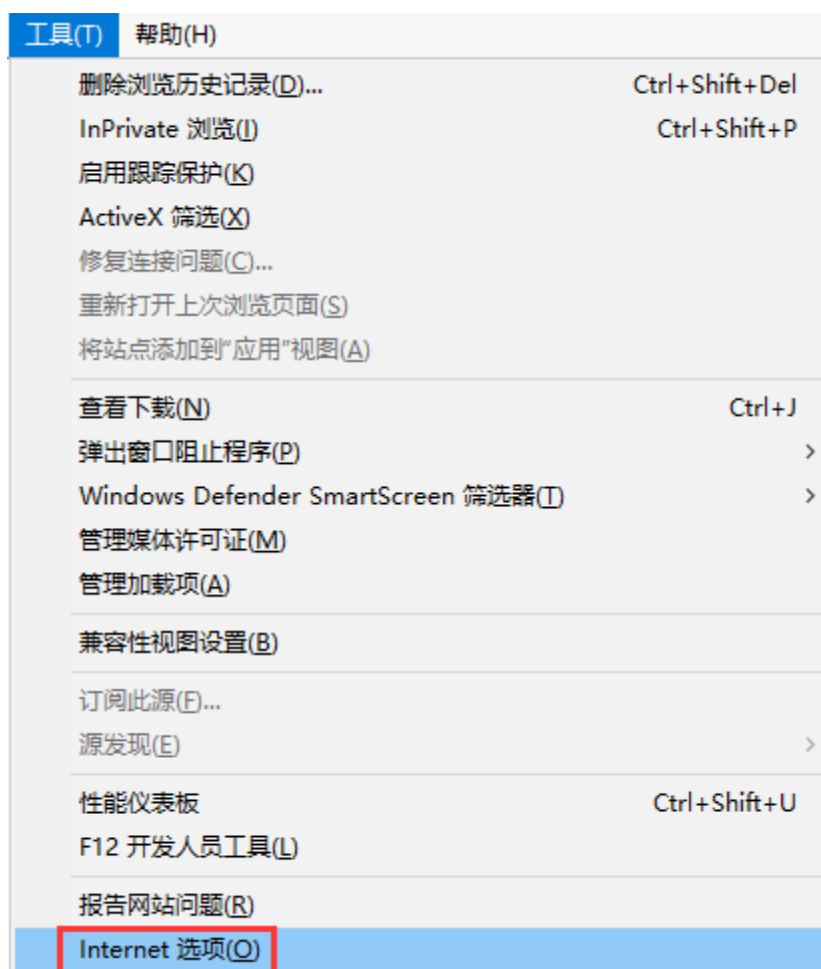 工具(T) 帮助(H)
删除浏览历史记录(D)... Ctrl+Shift+Del
InPrivate 浏览(I) Ctrl+Shift+P
启用跟踪保护(K)
ActiveX 筛选(X)
修复连接问题(C)...
重新打开上次浏览页面(S)
将站点添加到“应用”视图(A)
查看下载(N) Ctrl+J
弹出窗口阻止程序(P)
Windows Defender SmartScreen 筛选器(T)
管理媒体许可证(M)
管理加载项(A)
兼容性视图设置(B)
订阅此源(F)...
源发现(E)
性能仪表板 Ctrl+Shift+U
F12 开发人员工具(L)
报告网站问题(R)
Internet 选项(O)